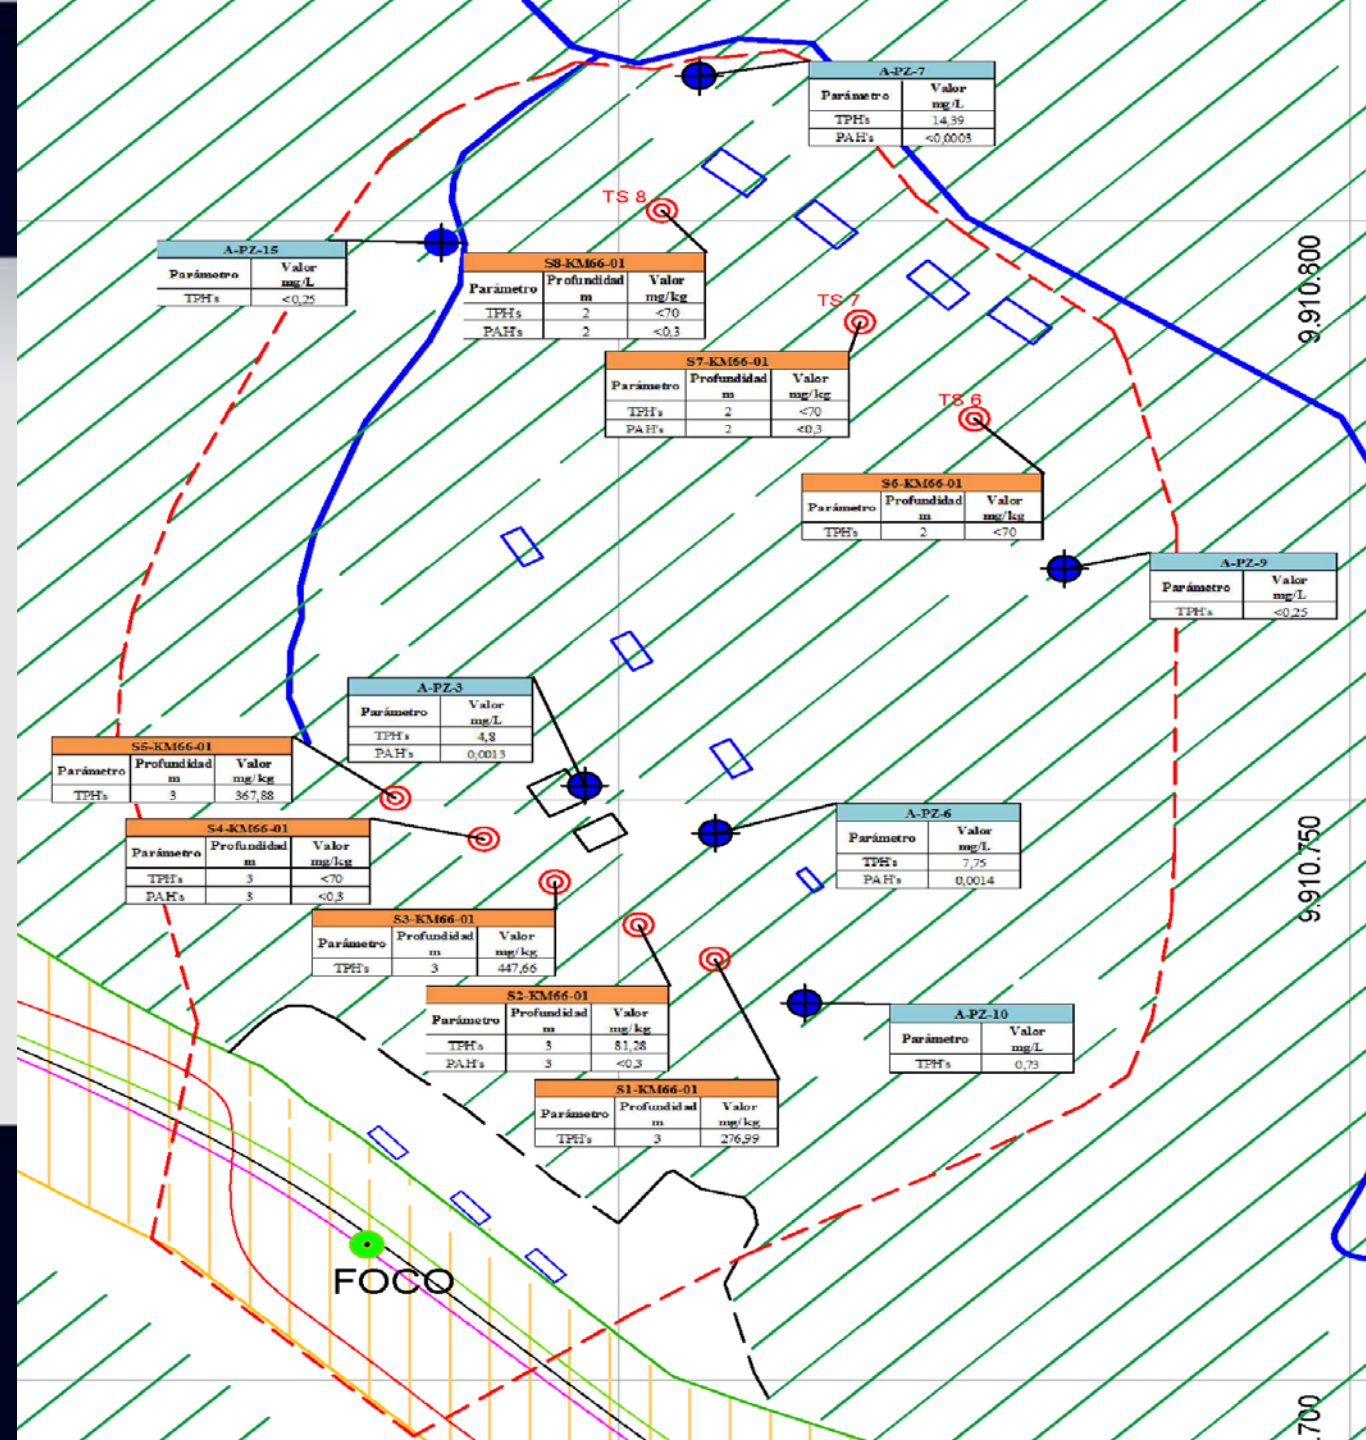 A-PZ-7
Parámetro Valor mg/L
TPH's 14,39
PAH's <0,0003
TS 8
A-PZ-15
Parámetro Valor mg/L
TPH's <0,25
S8-KM66-01
Parámetro Profundidad m Valor mg/kg
TPH's 2 <70
PAH's 2 <0,3
9.910.800
TS 7
S7-KM66-01
Parámetro Profundidad m Valor mg/kg
TPH's 2 <70
PAH's 2 <0,3
TS 6
S6-KM66-01
Parámetro Profundidad m Valor mg/kg
TPH's 2 <70
A-PZ-9
Parámetro Valor mg/L
TPH's <0,25
A-PZ-3
Parámetro Valor mg/L
TPH's 4,8
PAH's 0,0013
S5-KM66-01
Parámetro Profundidad m Valor mg/kg
TPH's 3 367,88
A-PZ-6
Parámetro Valor mg/L
TPH's 7,75
PAH's 0,0014
9.910.750
S4-KM66-01
Parámetro Profundidad m Valor mg/kg
TPH's 3 <70
PAH's 3 <0,3
S3-KM66-01
Parámetro Profundidad m Valor mg/kg
TPH's 3 447,66
S2-KM66-01
Parámetro Profundidad m Valor mg/kg
TPH's 3 81,28
PAH's 3 <0,3
A-PZ-10
Parámetro Valor mg/L
TPH's 0,73
S1-KM66-01
Parámetro Profundidad m Valor mg/kg
TPH's 3 276,99
FOCO
.700